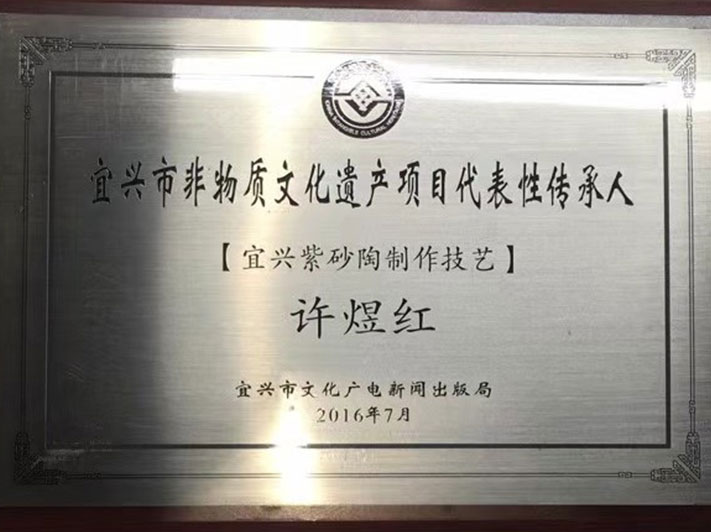 宜兴市非物质文化遗产项目代表性传承人
【宜兴紫砂陶制作技艺】
许煜红
宜兴市文化广电新闻出版局
2016年7月